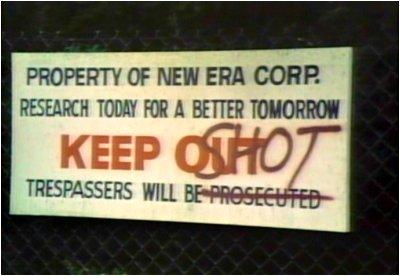 PROPERTY OF NEW ERA CORP.
RESEARCH TODAY FOR A BETTER TOMORROW
KEEP OUT
SHOT
TRESPASSERS WILL BE PROSECUTED